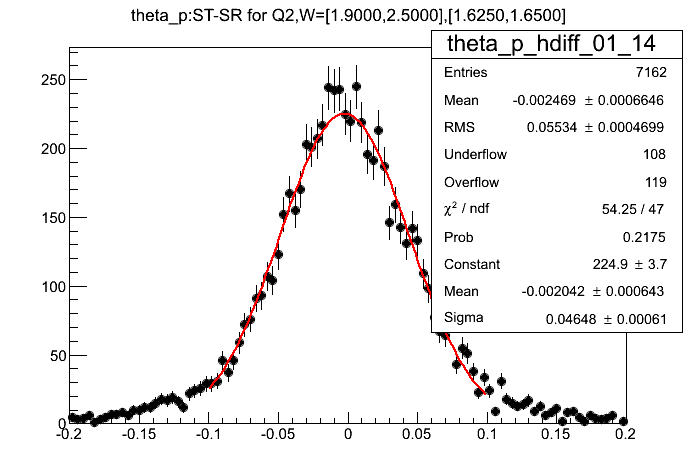 theta_p:ST-SR for Q2,W=[1.9000,2.5000],[1.6250,1.6500]
theta_p_hdiff_01_14
Entries 7162
Mean -0.002469 ± 0.0006646
RMS 0.05534 ± 0.0004699
Underflow 108
Overflow 119
χ² / ndf 54.25 / 47
Prob 0.2175
Constant 224.9 ± 3.7
Mean -0.002042 ± 0.000643
Sigma 0.04648 ± 0.00061
250
200
150
100
50
0
-0.2 -0.15 -0.1 -0.05 0 0.05 0.1 0.15 0.2